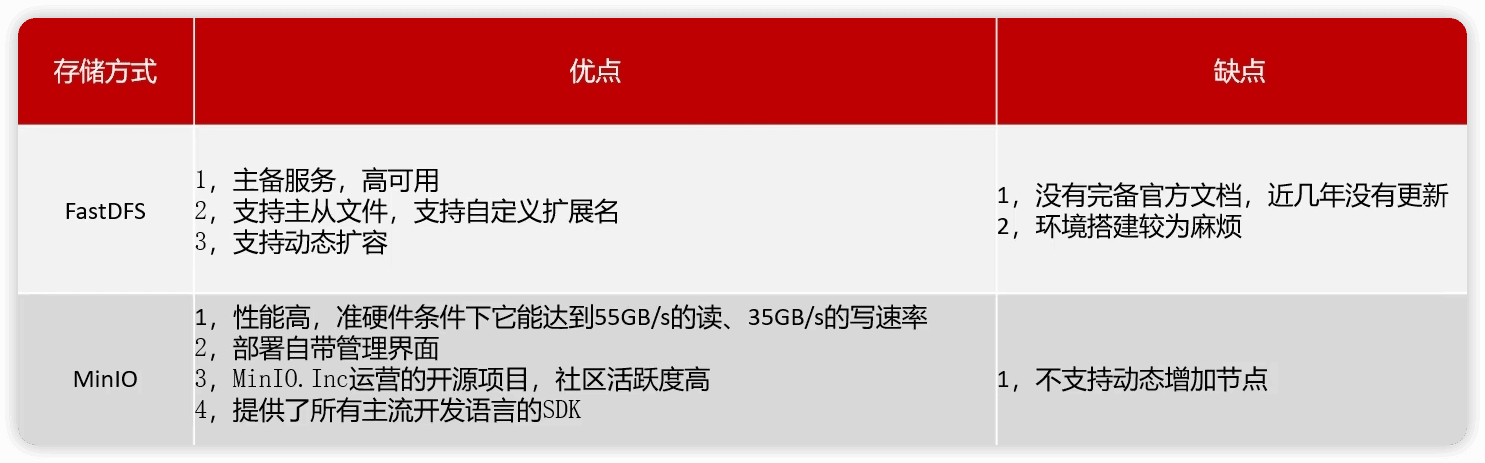 存储方式
优点
缺点
FastDFS
1，主备服务，高可用
2，支持主从文件，支持自定义扩展名
3，支持动态扩容
1，没有完备官方文档，近几年没有更新
2，环境搭建较为麻烦
MinIO
1，性能高，准硬件条件下它能达到55GB/s的读、35GB/s的写速率
2，部署自带管理界面
3，MinIO.Inc运营的开源项目，社区活跃度高
4，提供了所有主流开发语言的SDK
1，不支持动态增加节点